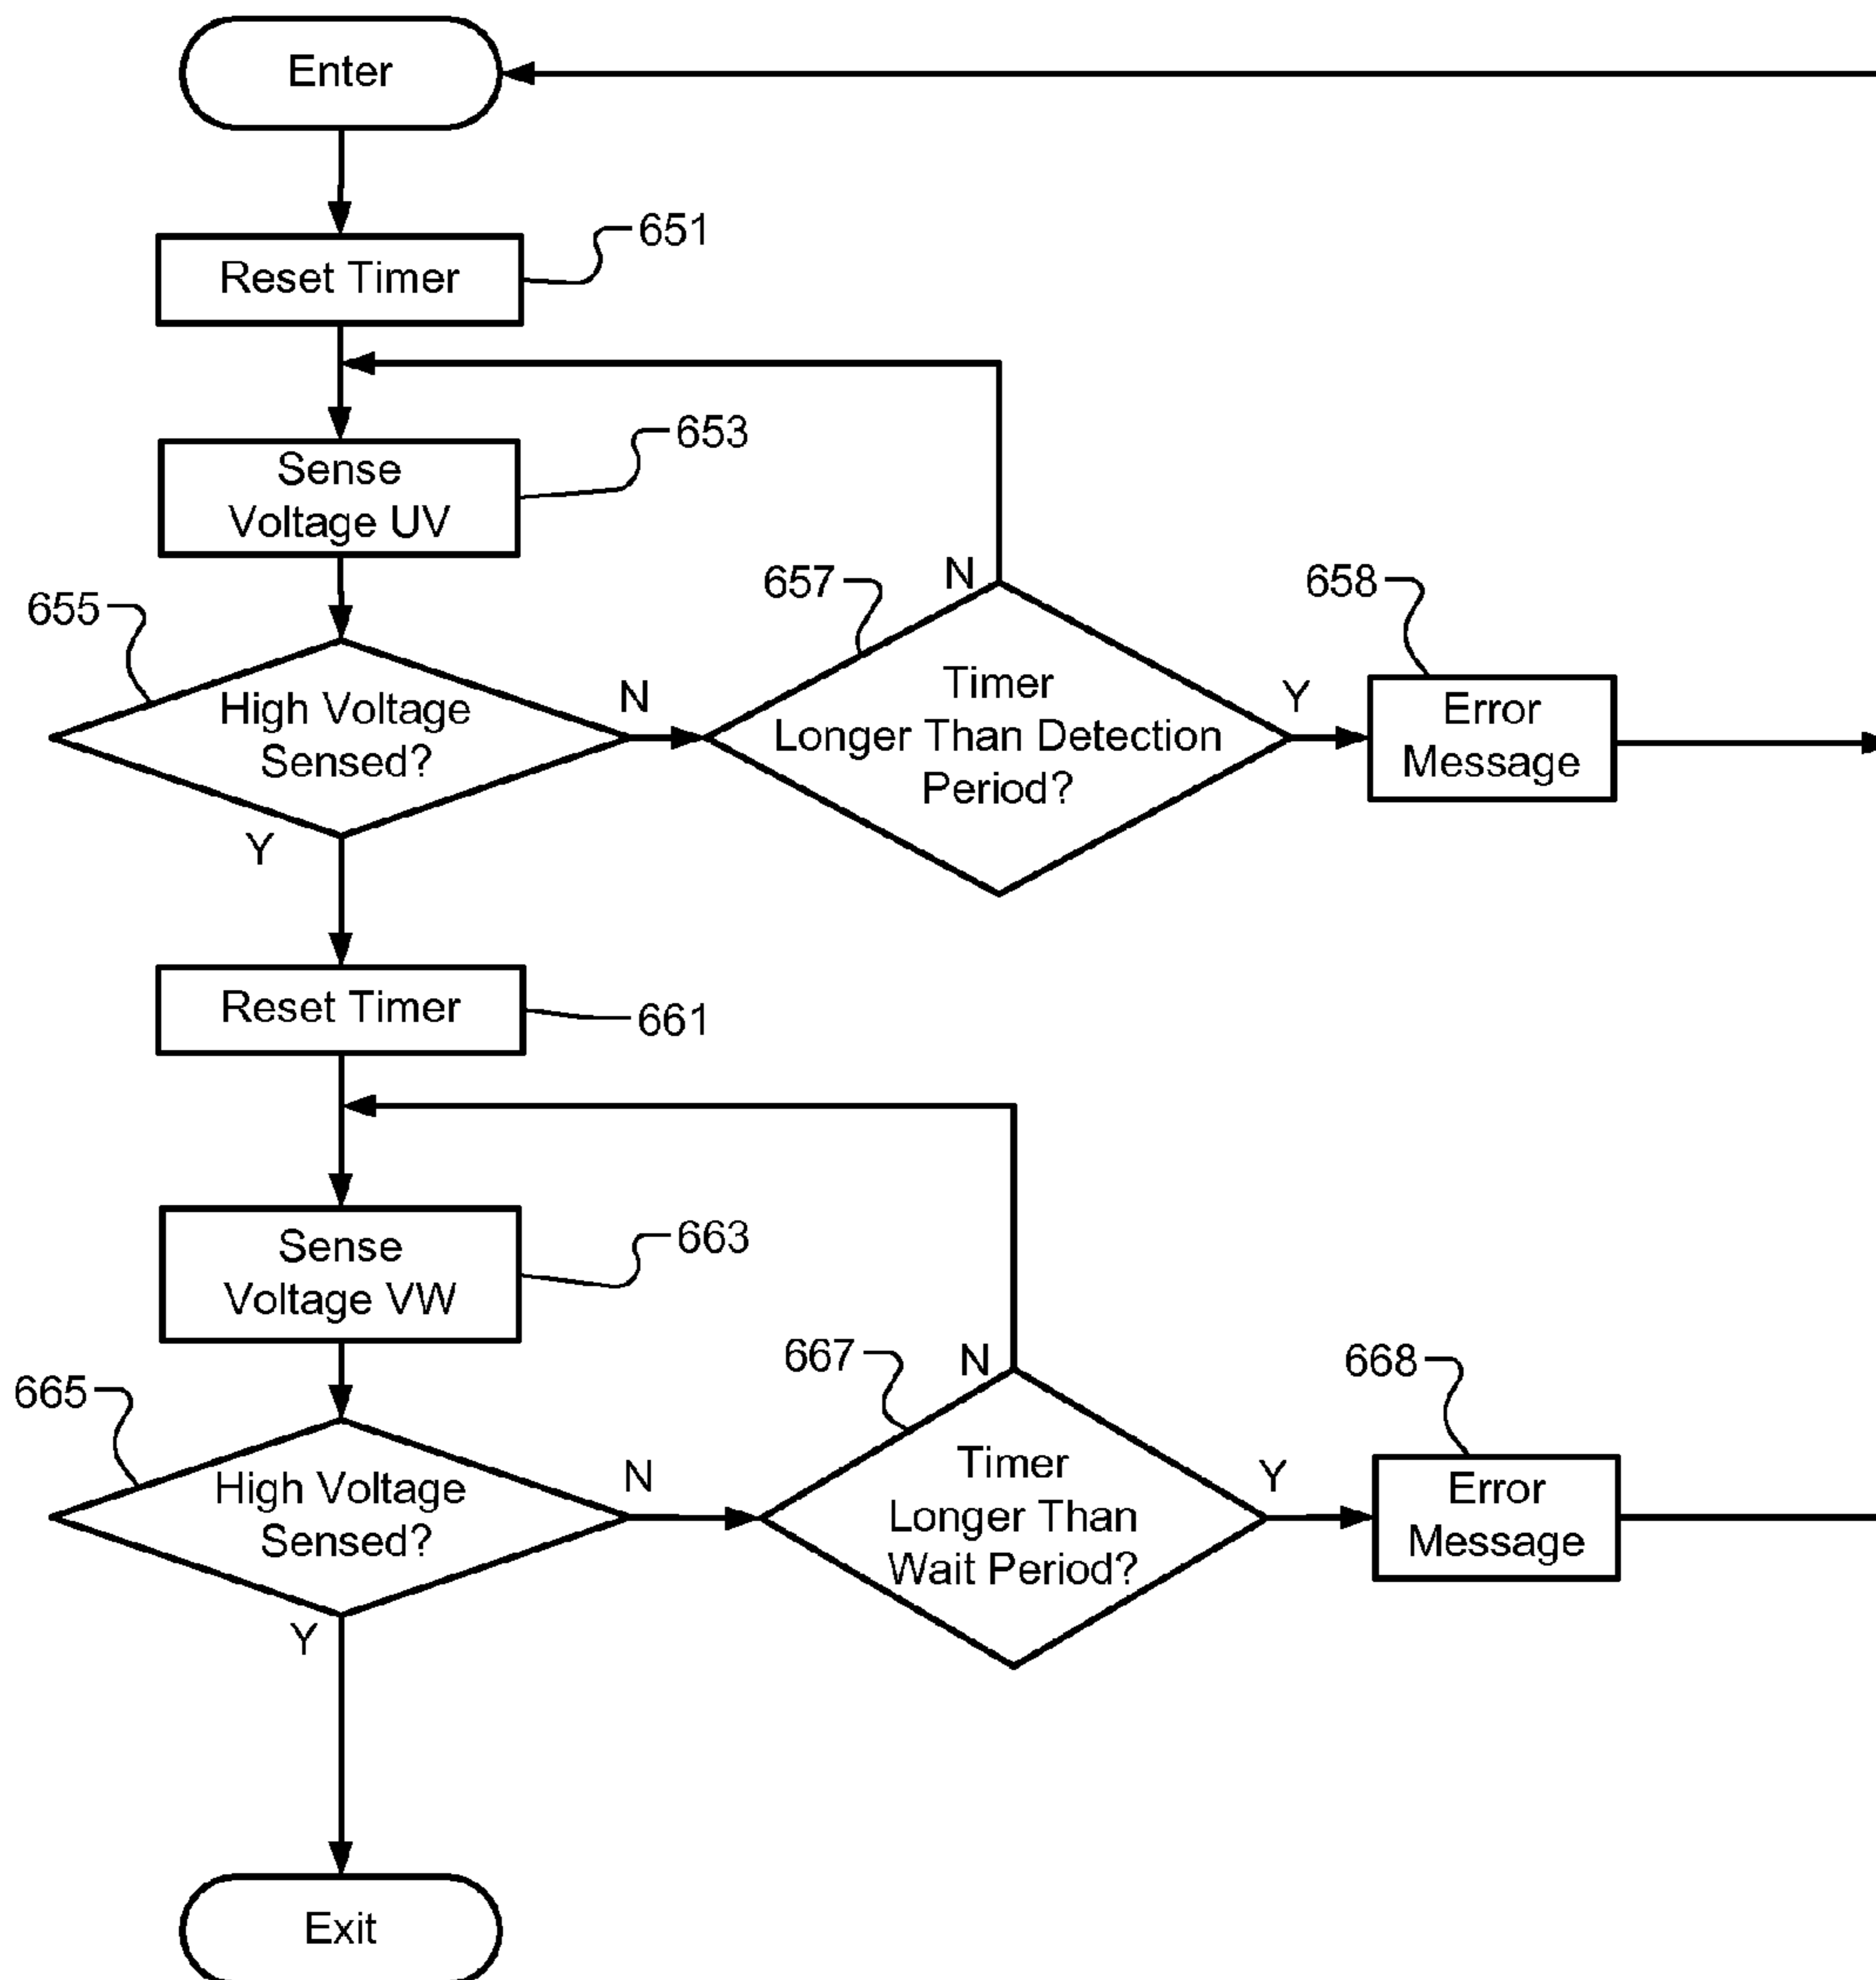 Enter
651
Reset Timer
653
Sense
Voltage UV
655
High Voltage
Sensed?
N
Y
657
N
Timer
Longer Than Detection
Period?
Y
658
Error
Message
Reset Timer
661
Sense
Voltage VW
663
665
High Voltage
Sensed?
N
Y
667
N
Timer
Longer Than
Wait Period?
Y
668
Error
Message
Exit